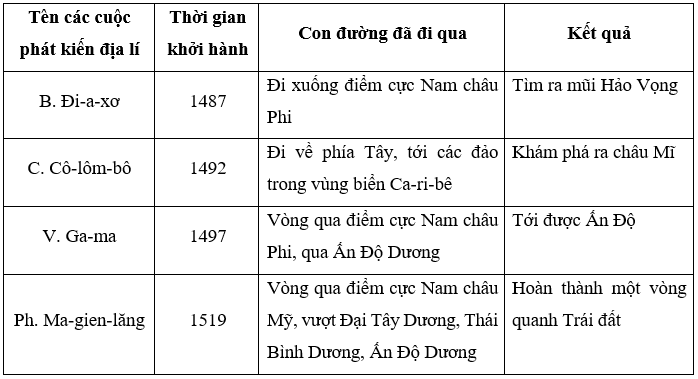 Tên các cuộc
phát kiến địa lí
Thời gian
khởi hành
Con đường đã đi qua
Kết quả
B. Đi-a-xơ
1487
Đi xuống điểm cực Nam châu
Phi
Tìm ra mũi Hảo Vọng
C. Cô-lôm-bô
1492
Đi về phía Tây, tới các đảo
trong vùng biển Ca-ri-bê
Khám phá ra châu Mĩ
V. Ga-ma
1497
Vòng qua điểm cực Nam châu
Phi, qua Ấn Độ Dương
Tới được Ấn Độ
Ph. Ma-gien-lăng
1519
Vòng qua điểm cực Nam châu
Mỹ, vượt Đại Tây Dương, Thái
Bình Dương, Ấn Độ Dương
Hoàn thành một vòng
quanh Trái đất